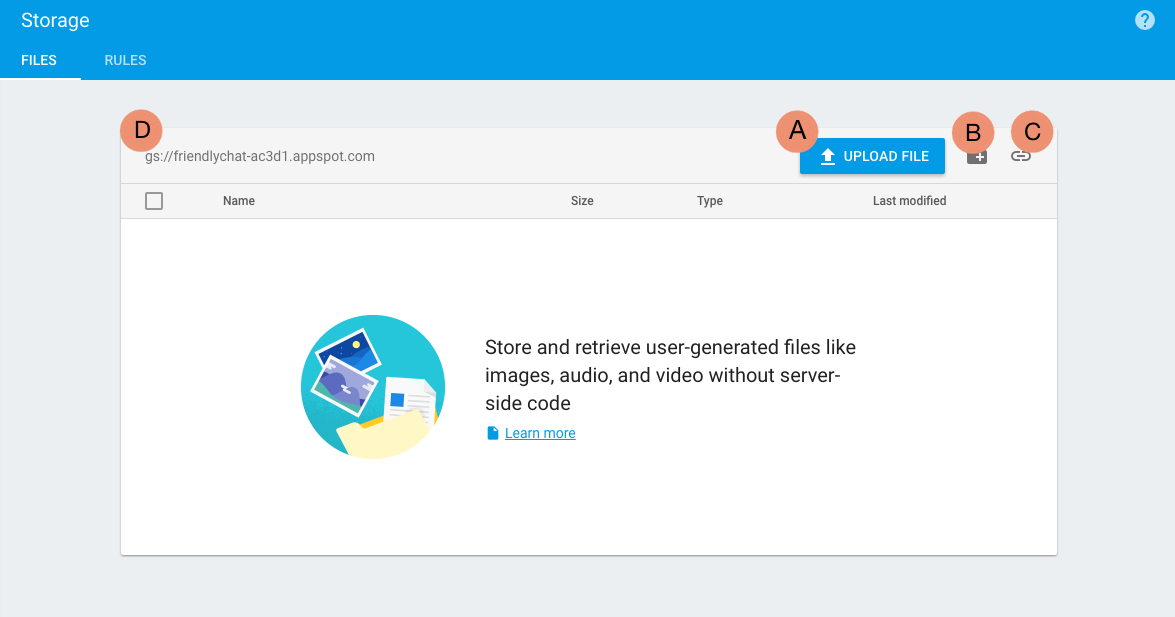 Storage
?
FILES RULES
D A B C
gs://friendlychat-ac3d1.appspot.com UPLOAD FILE
Name Size Type Last modified
Store and retrieve user-generated files like
images, audio, and video without server-
side code
Learn more